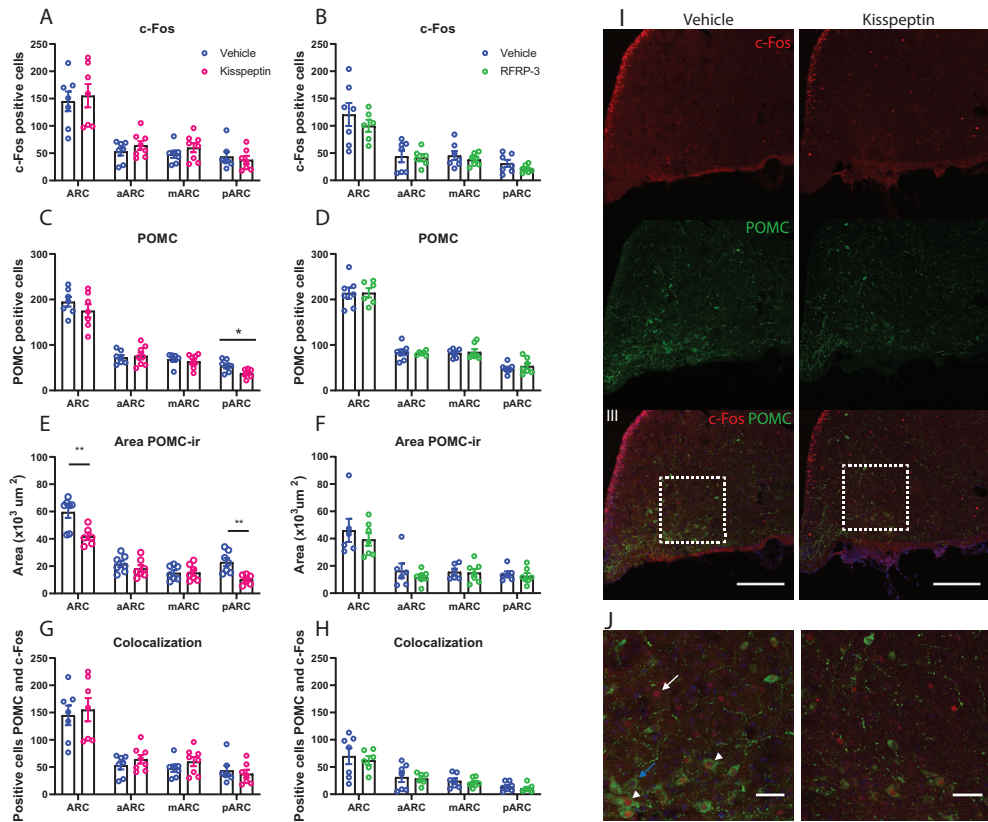 A
c-Fos
c-Fos positive cells
250
200
150
100
50
0
Vehicle
Kisspeptin
ARC aARC mARC pARC
B
c-Fos
c-Fos positive cells
250
200
150
100
50
0
Vehicle
RFRP-3
ARC aARC mARC pARC
C
POMC
POMC positive cells
300
200
100
0
*
ARC aARC mARC pARC
D
POMC
POMC positive cells
300
200
100
0
ARC aARC mARC pARC
E
Area POMC-ir
Area (x10³um²)
100
80
60
40
20
0
**
**
ARC aARC mARC pARC
F
Area POMC-ir
Area (x10³um²)
100
80
60
40
20
0
ARC aARC mARC pARC
G
Colocalization
Positive cells POMC and c-Fos
250
200
150
100
50
0
ARC aARC mARC pARC
H
Colocalization
Positive cells POMC and c-Fos
250
200
150
100
50
0
ARC aARC mARC pARC
I
Vehicle Kisspeptin
c-Fos
POMC
III
c-Fos POMC
J